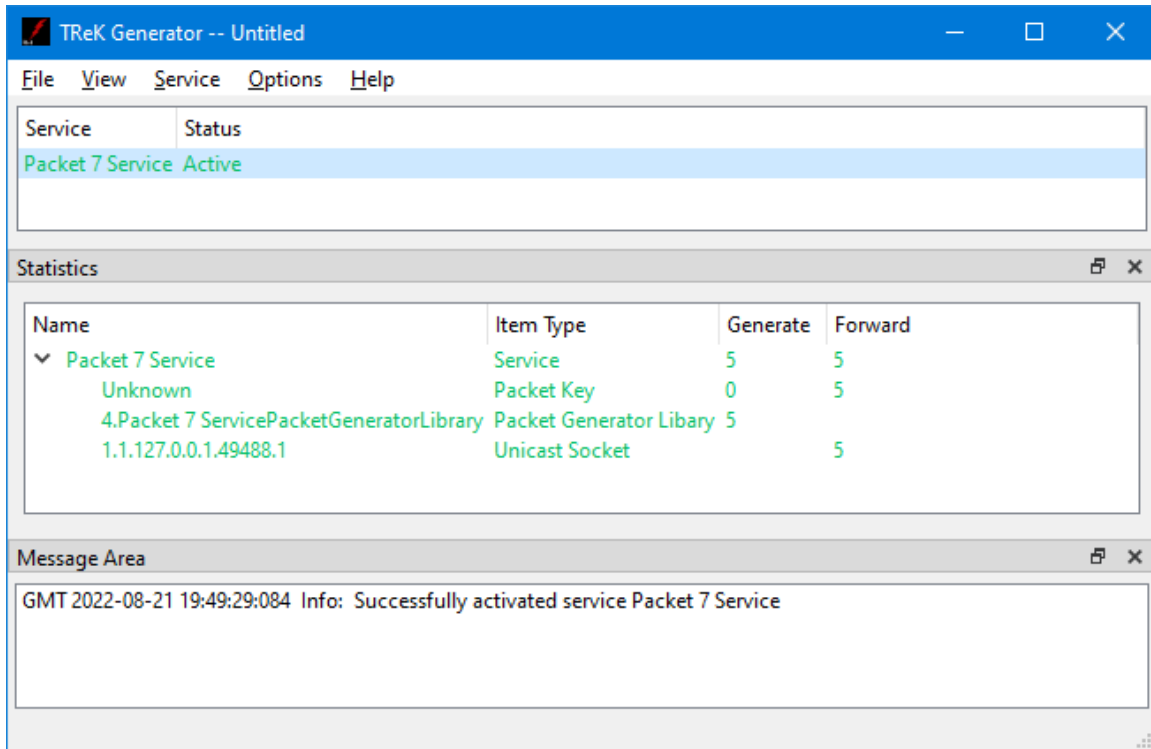 TReK Generator -- Untitled
File View Service Options Help
Service Status
Packet 7 Service Active
Statistics
Name Item Type Generate Forward
Packet 7 Service Service 5 5
Unknown Packet Key 0 5
4.Packet 7 ServicePacketGeneratorLibrary Packet Generator Libary 5
1.1.127.0.0.1.49488.1 Unicast Socket 5
Message Area
GMT 2022-08-21 19:49:29:084 Info: Successfully activated service Packet 7 Service